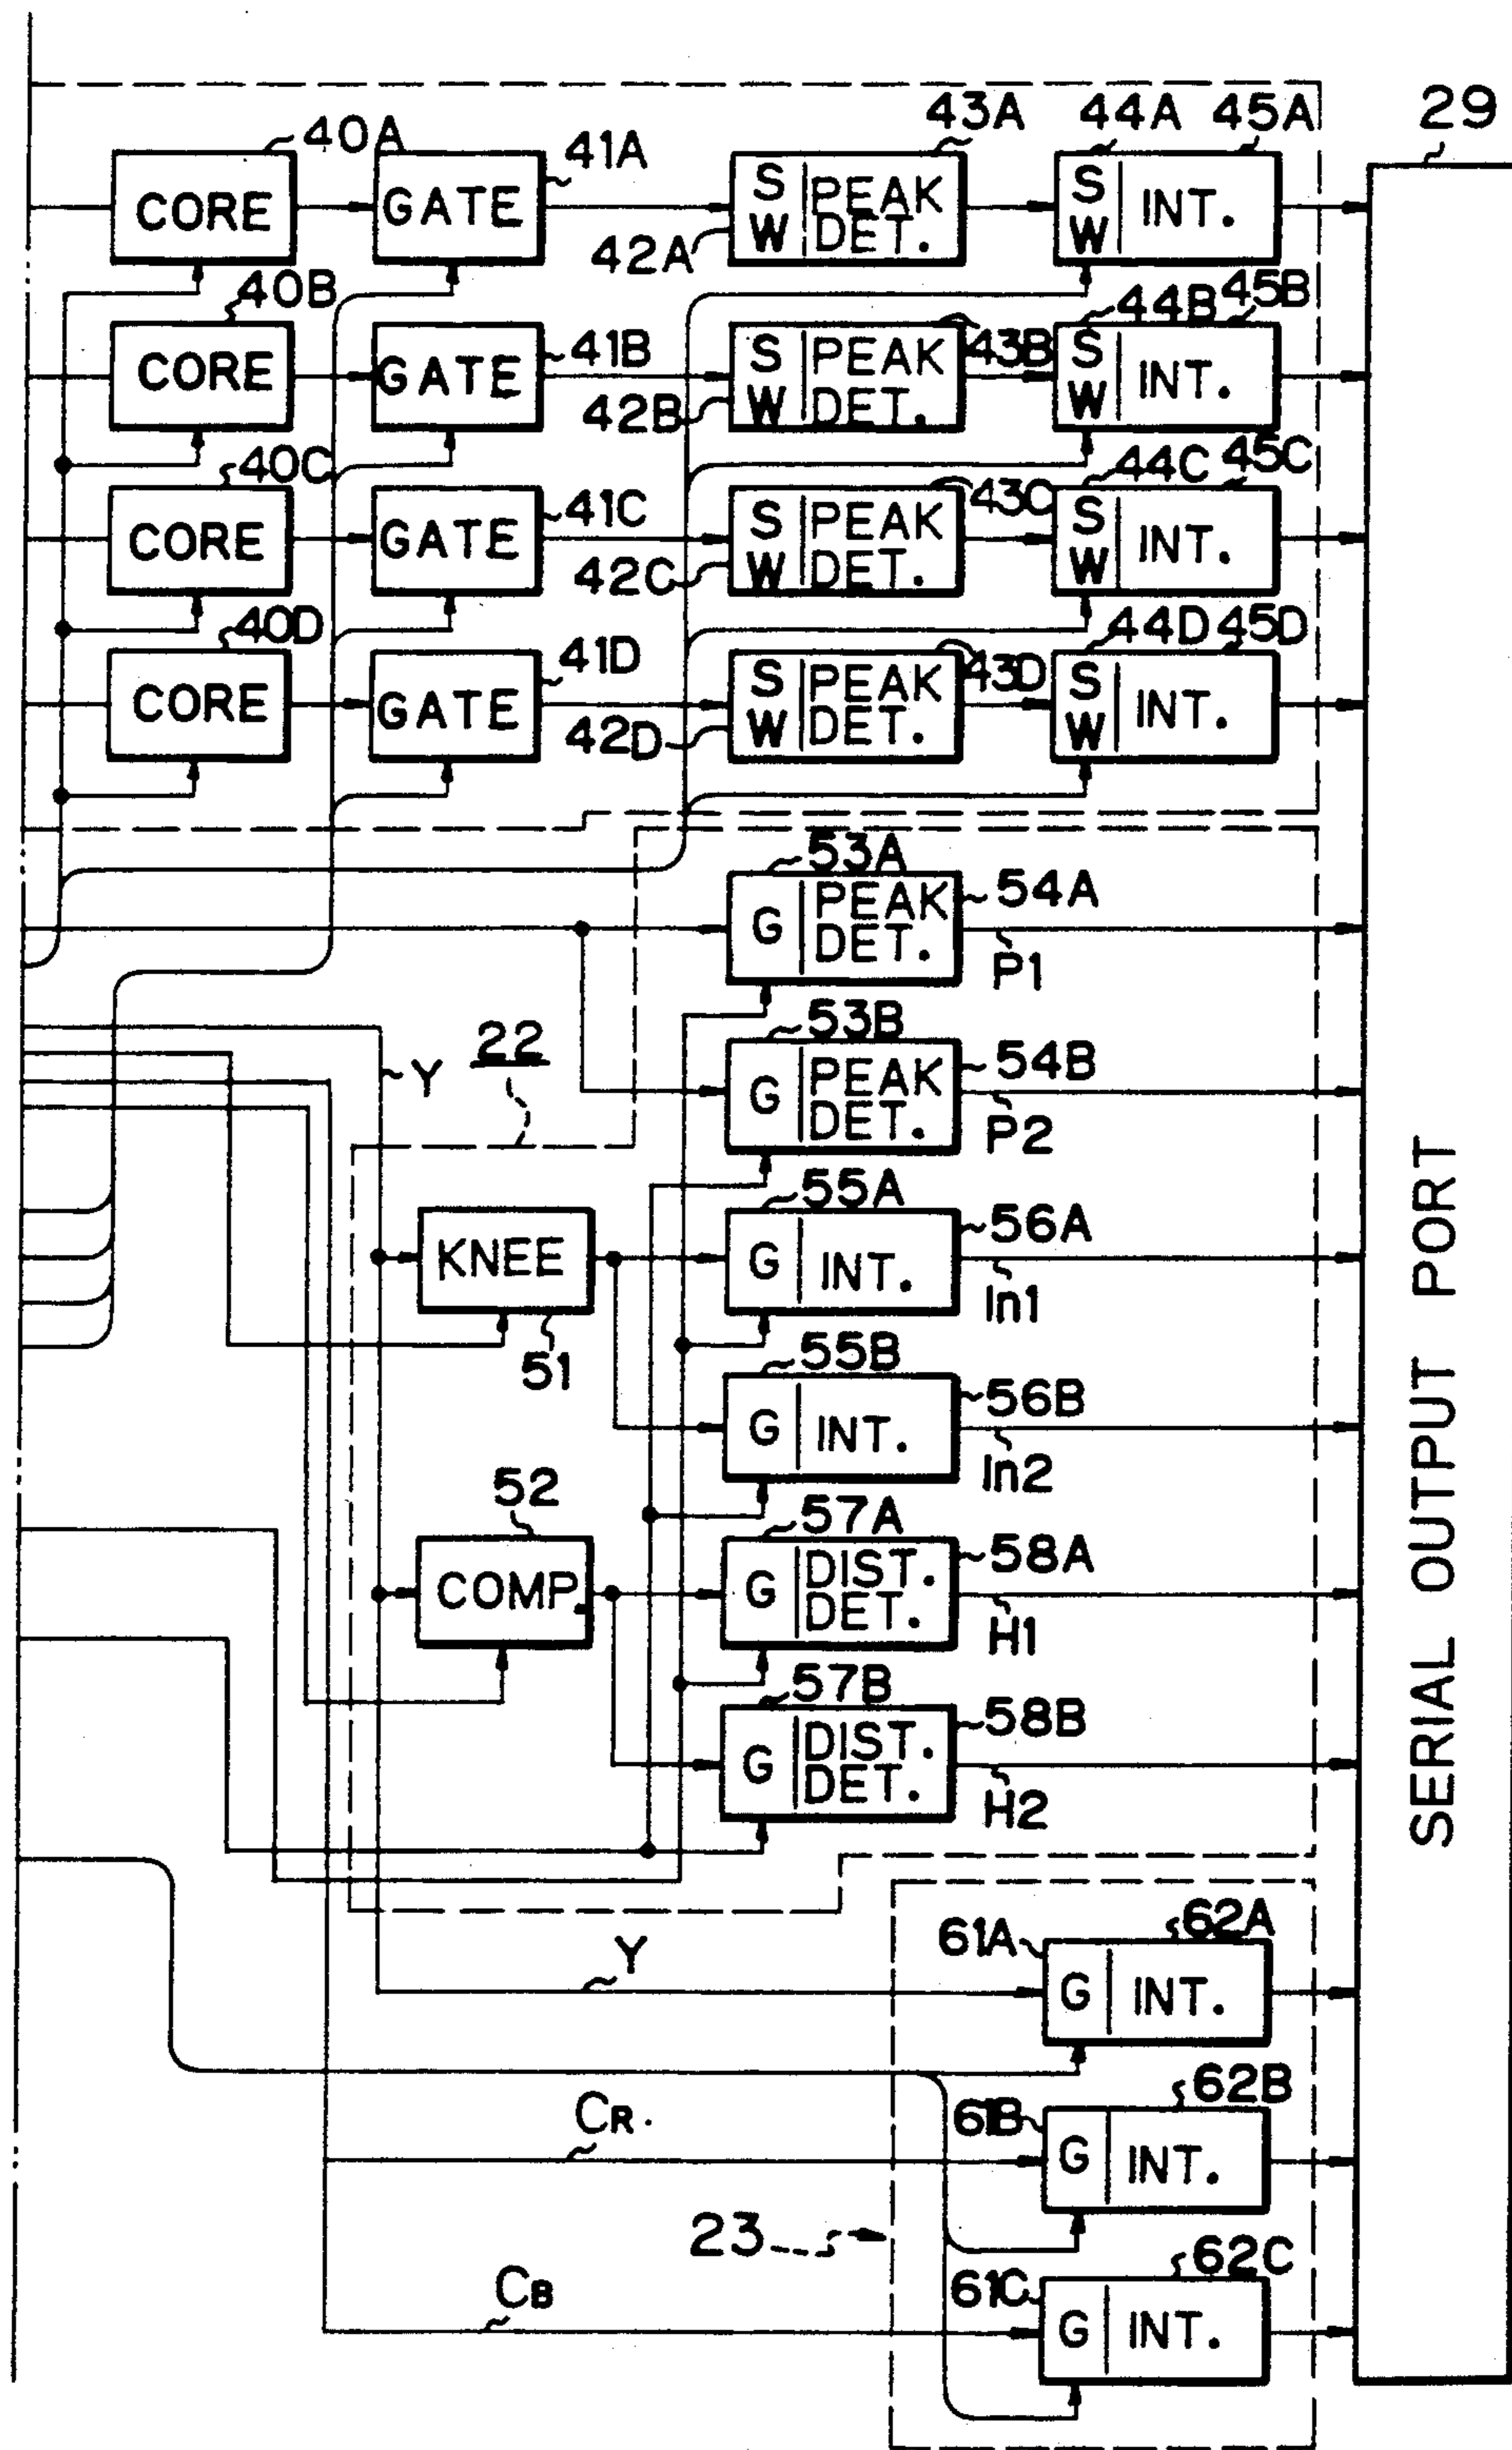 29
43A 44A 45A
40A
41A
CORE GATE S W PEAK DET. S W INT.
42A
40B 44B 45B
41B 43B
CORE GATE S W PEAK DET. S W INT.
42B
40C 44C 45C
41C 43C
CORE GATE S W PEAK DET. S W INT.
42C
40D 44D 45D
41D 43D
CORE GATE S W PEAK DET. S W INT.
42D
53A
G PEAK DET. 54A
P1
53B
Y 22
G PEAK DET. 54B
P2
55A
KNEE G INT. 56A
In1
51
55B
G INT. 56B
In2
52 57A
COMP. G DIST. DET. 58A
H1
57B
G DIST. DET. 58B
H2
SERIAL OUTPUT PORT
62A
61A
Y
G INT.
62B
CR. 61B
G INT.
23
62C
CB 61C
G INT.